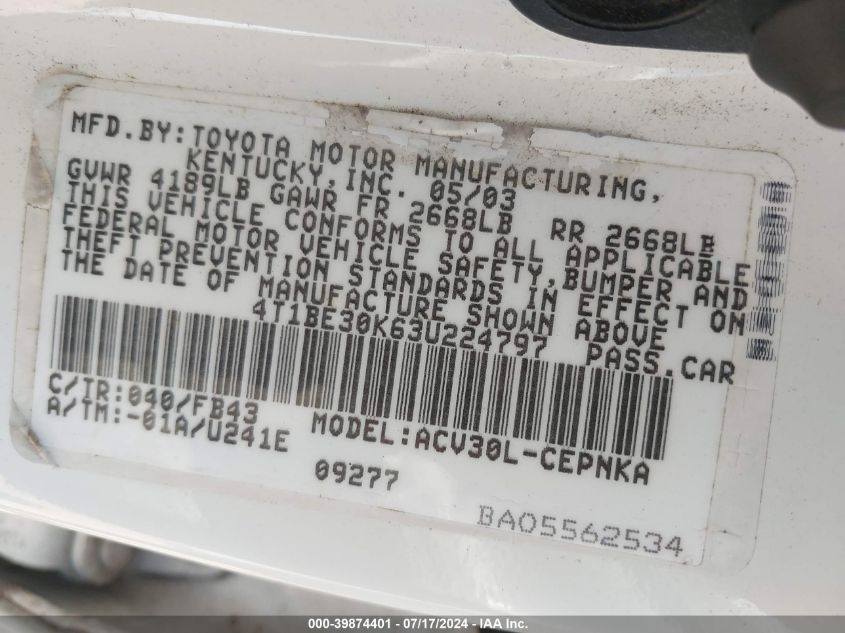 MFD.BY:TOYOTA MOTOR MANUFACTURING,
KENTUCKY,INC. 05/03
GVWR 4189LB GAWR FR 2668LB RR 2668LB
THIS VEHICLE CONFORMS TO ALL APPLICABLE
FEDERAL MOTOR VEHICLE SAFETY,BUMPER AND
THEFT PREVENTION STANDARDS IN EFFECT ON
THE DATE OF MANUFACTURE SHOWN ABOVE
4T1BE30K63U224797 PASS.CAR
C/TR:040/FB43 MODEL:ACV30L-CEPNKA
A/TM:-01A/U241E
09277
BA05562534
000-39874401 - 07/17/2024 - IAA Inc.